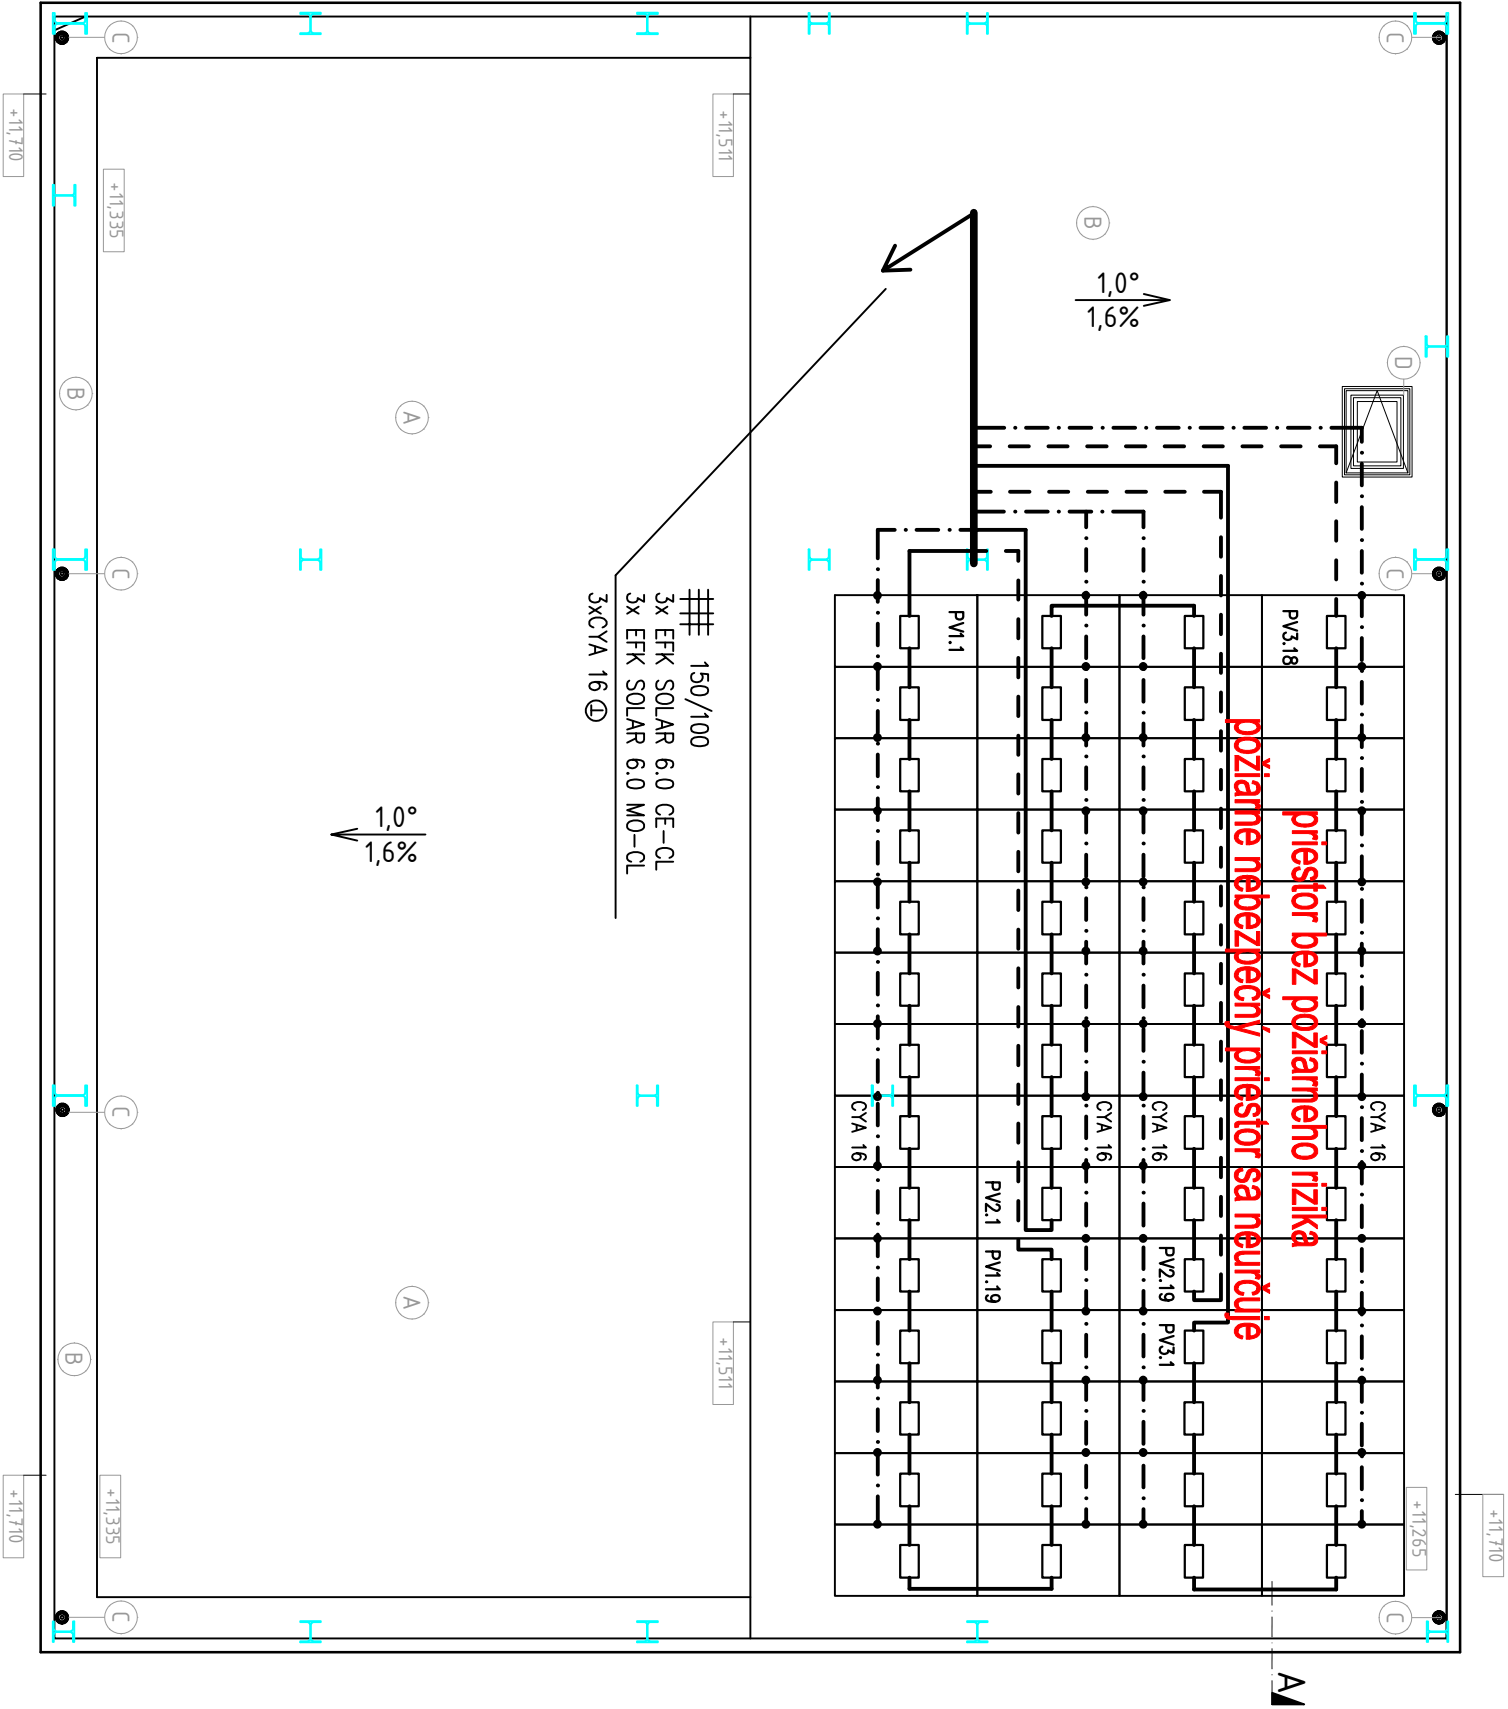 C
C
+11,710
+11,335
+11,511
B
1,0°
1,6%
D
B
A
C
C
150/100
3x EFK SOLAR 6.0 CE-CL
3x EFK SOLAR 6.0 MO-CL
3xCYA 16
PV1.1
PV3.18
priestor bez požiarneho rizika
požiarne nebezpečný priestor sa neurčuje
1,0°
1,6%
CYA 16
CYA 16
CYA 16
CYA 16
C
PV2.1
PV1.19
PV2.19
PV3.1
A
B
+11,511
+11,710
+11,335
+11,265
+11,710
C
C
A